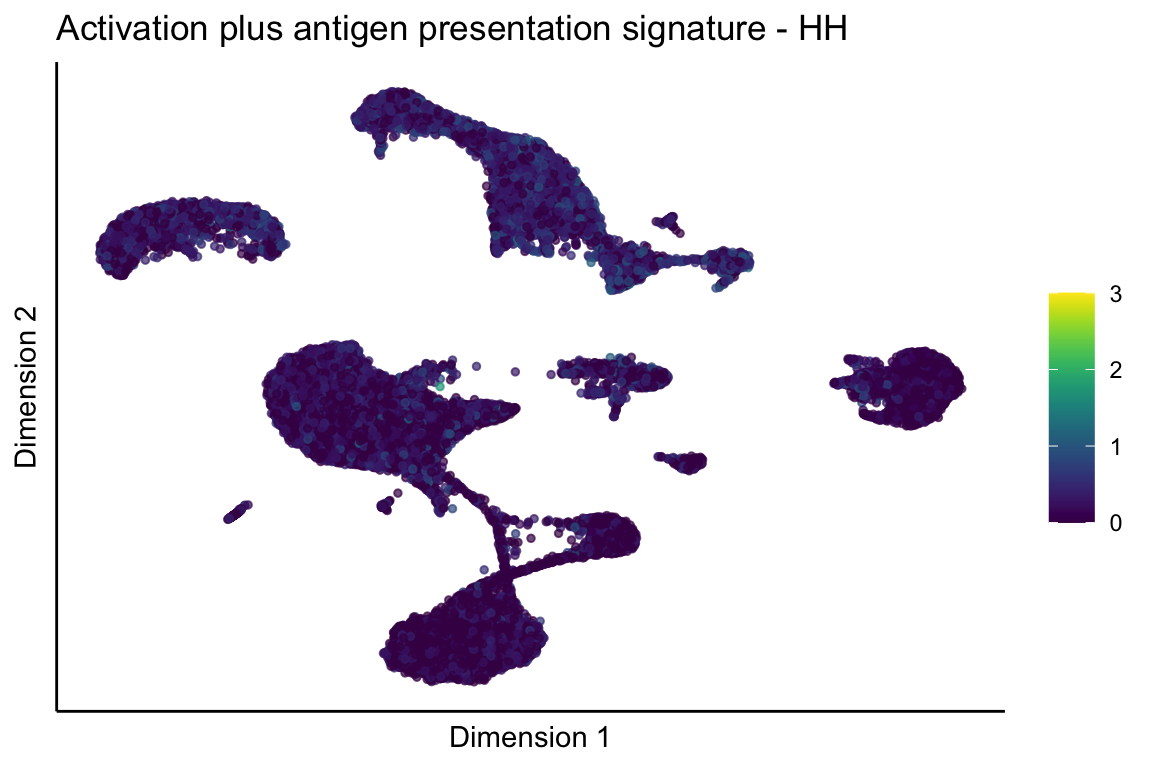 Activation plus antigen presentation signature - HH
Dimension 2
3
2
1
0
Dimension 1